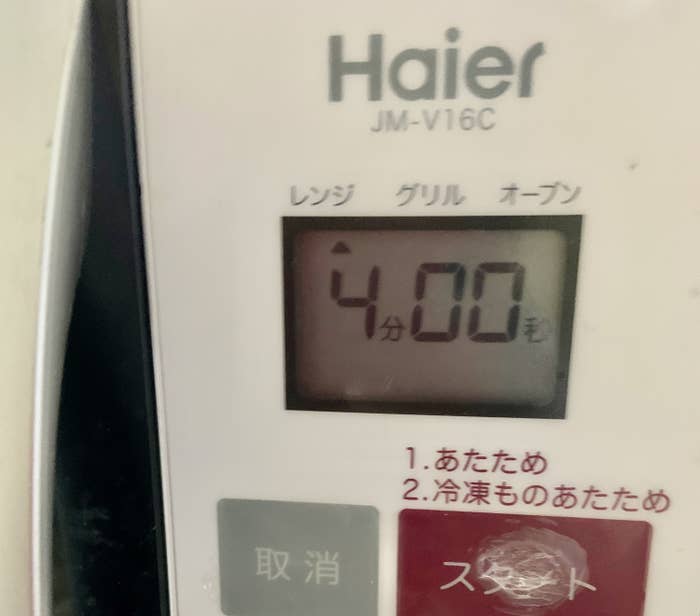 Haier
JM-V16C
レンジ グリル オーブン
4分00秒
1.あたため
2.冷凍ものあたため
取消 スタート